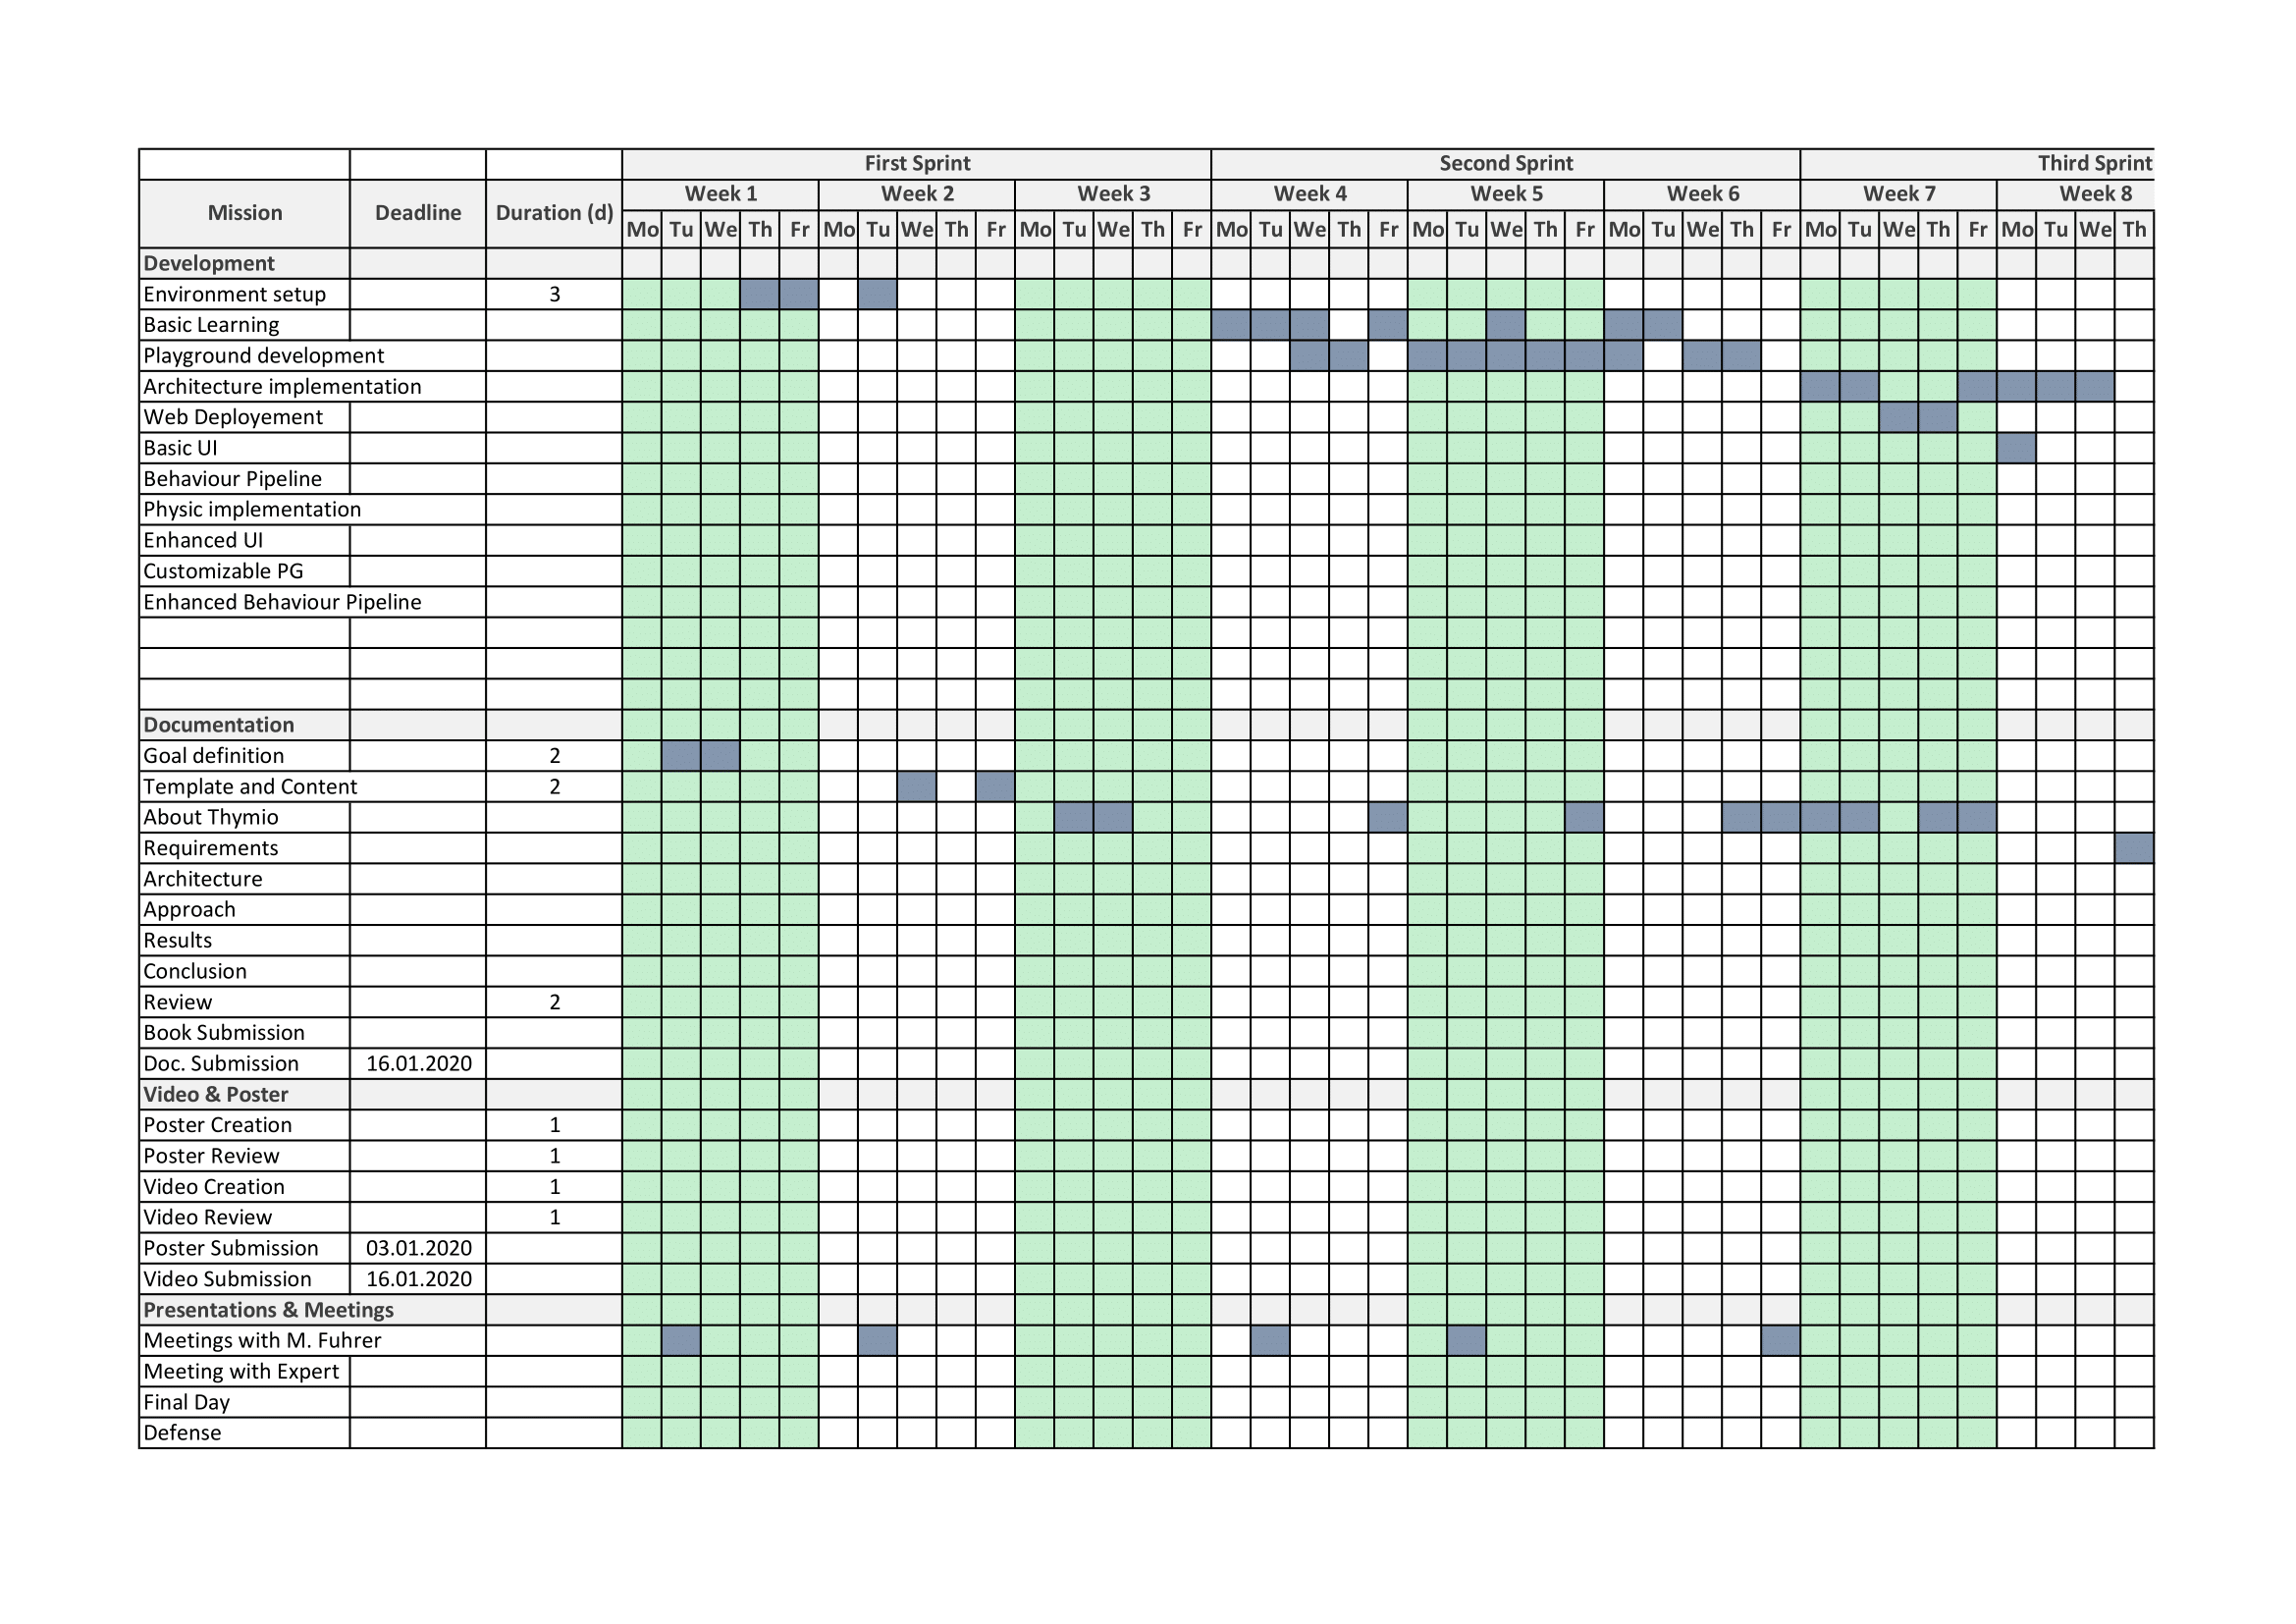 First Sprint Second Sprint Third Sprint
Mission Deadline Duration (d) Week 1 Week 2 Week 3 Week 4 Week 5 Week 6 Week 7 Week 8
Mo Tu We Th Fr Mo Tu We Th Fr Mo Tu We Th Fr Mo Tu We Th Fr Mo Tu We Th Fr Mo Tu We Th Fr Mo Tu We Th Fr Mo Tu We Th
Development
Environment setup 3
Basic Learning
Playground development
Architecture implementation
Web Deployement
Basic UI
Behaviour Pipeline
Physic implementation
Enhanced UI
Customizable PG
Enhanced Behaviour Pipeline
Documentation
Goal definition 2
Template and Content 2
About Thymio
Requirements
Architecture
Approach
Results
Conclusion
Review 2
Book Submission
Doc. Submission 16.01.2020
Video & Poster
Poster Creation 1
Poster Review 1
Video Creation 1
Video Review 1
Poster Submission 03.01.2020
Video Submission 16.01.2020
Presentations & Meetings
Meetings with M. Fuhrer
Meeting with Expert
Final Day
Defense